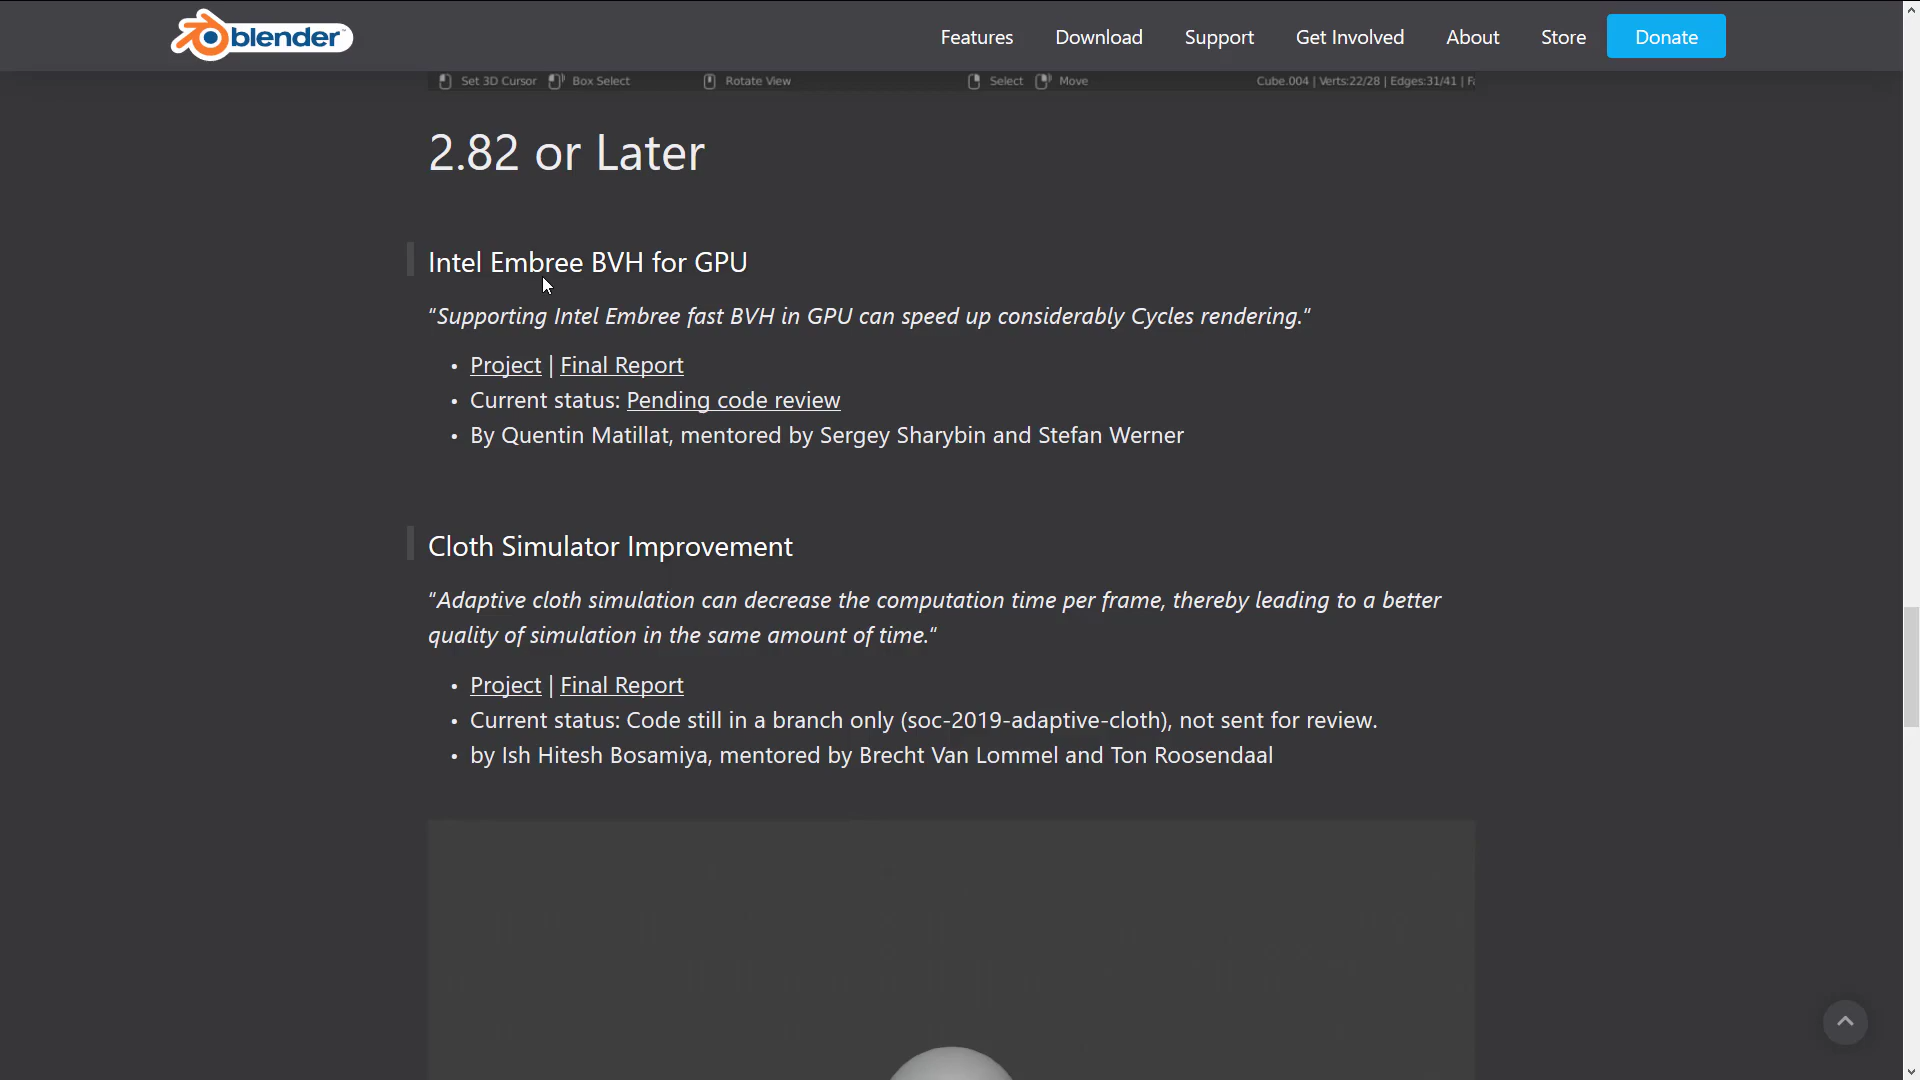 blender
Features Download Support Get Involved About Store Donate
Set 3D Cursor Box Select Rotate View Select Move Cube.004 | Verts:22/28 | Edges:31/41 |
2.82 or Later
Intel Embree BVH for GPU
“Supporting Intel Embree fast BVH in GPU can speed up considerably Cycles rendering.“
• Project | Final Report
• Current status: Pending code review
• By Quentin Matillat, mentored by Sergey Sharybin and Stefan Werner
Cloth Simulator Improvement
“Adaptive cloth simulation can decrease the computation time per frame, thereby leading to a better
quality of simulation in the same amount of time.“
• Project | Final Report
• Current status: Code still in a branch only (soc-2019-adaptive-cloth), not sent for review.
• by Ish Hitesh Bosamiya, mentored by Brecht Van Lommel and Ton Roosendaal